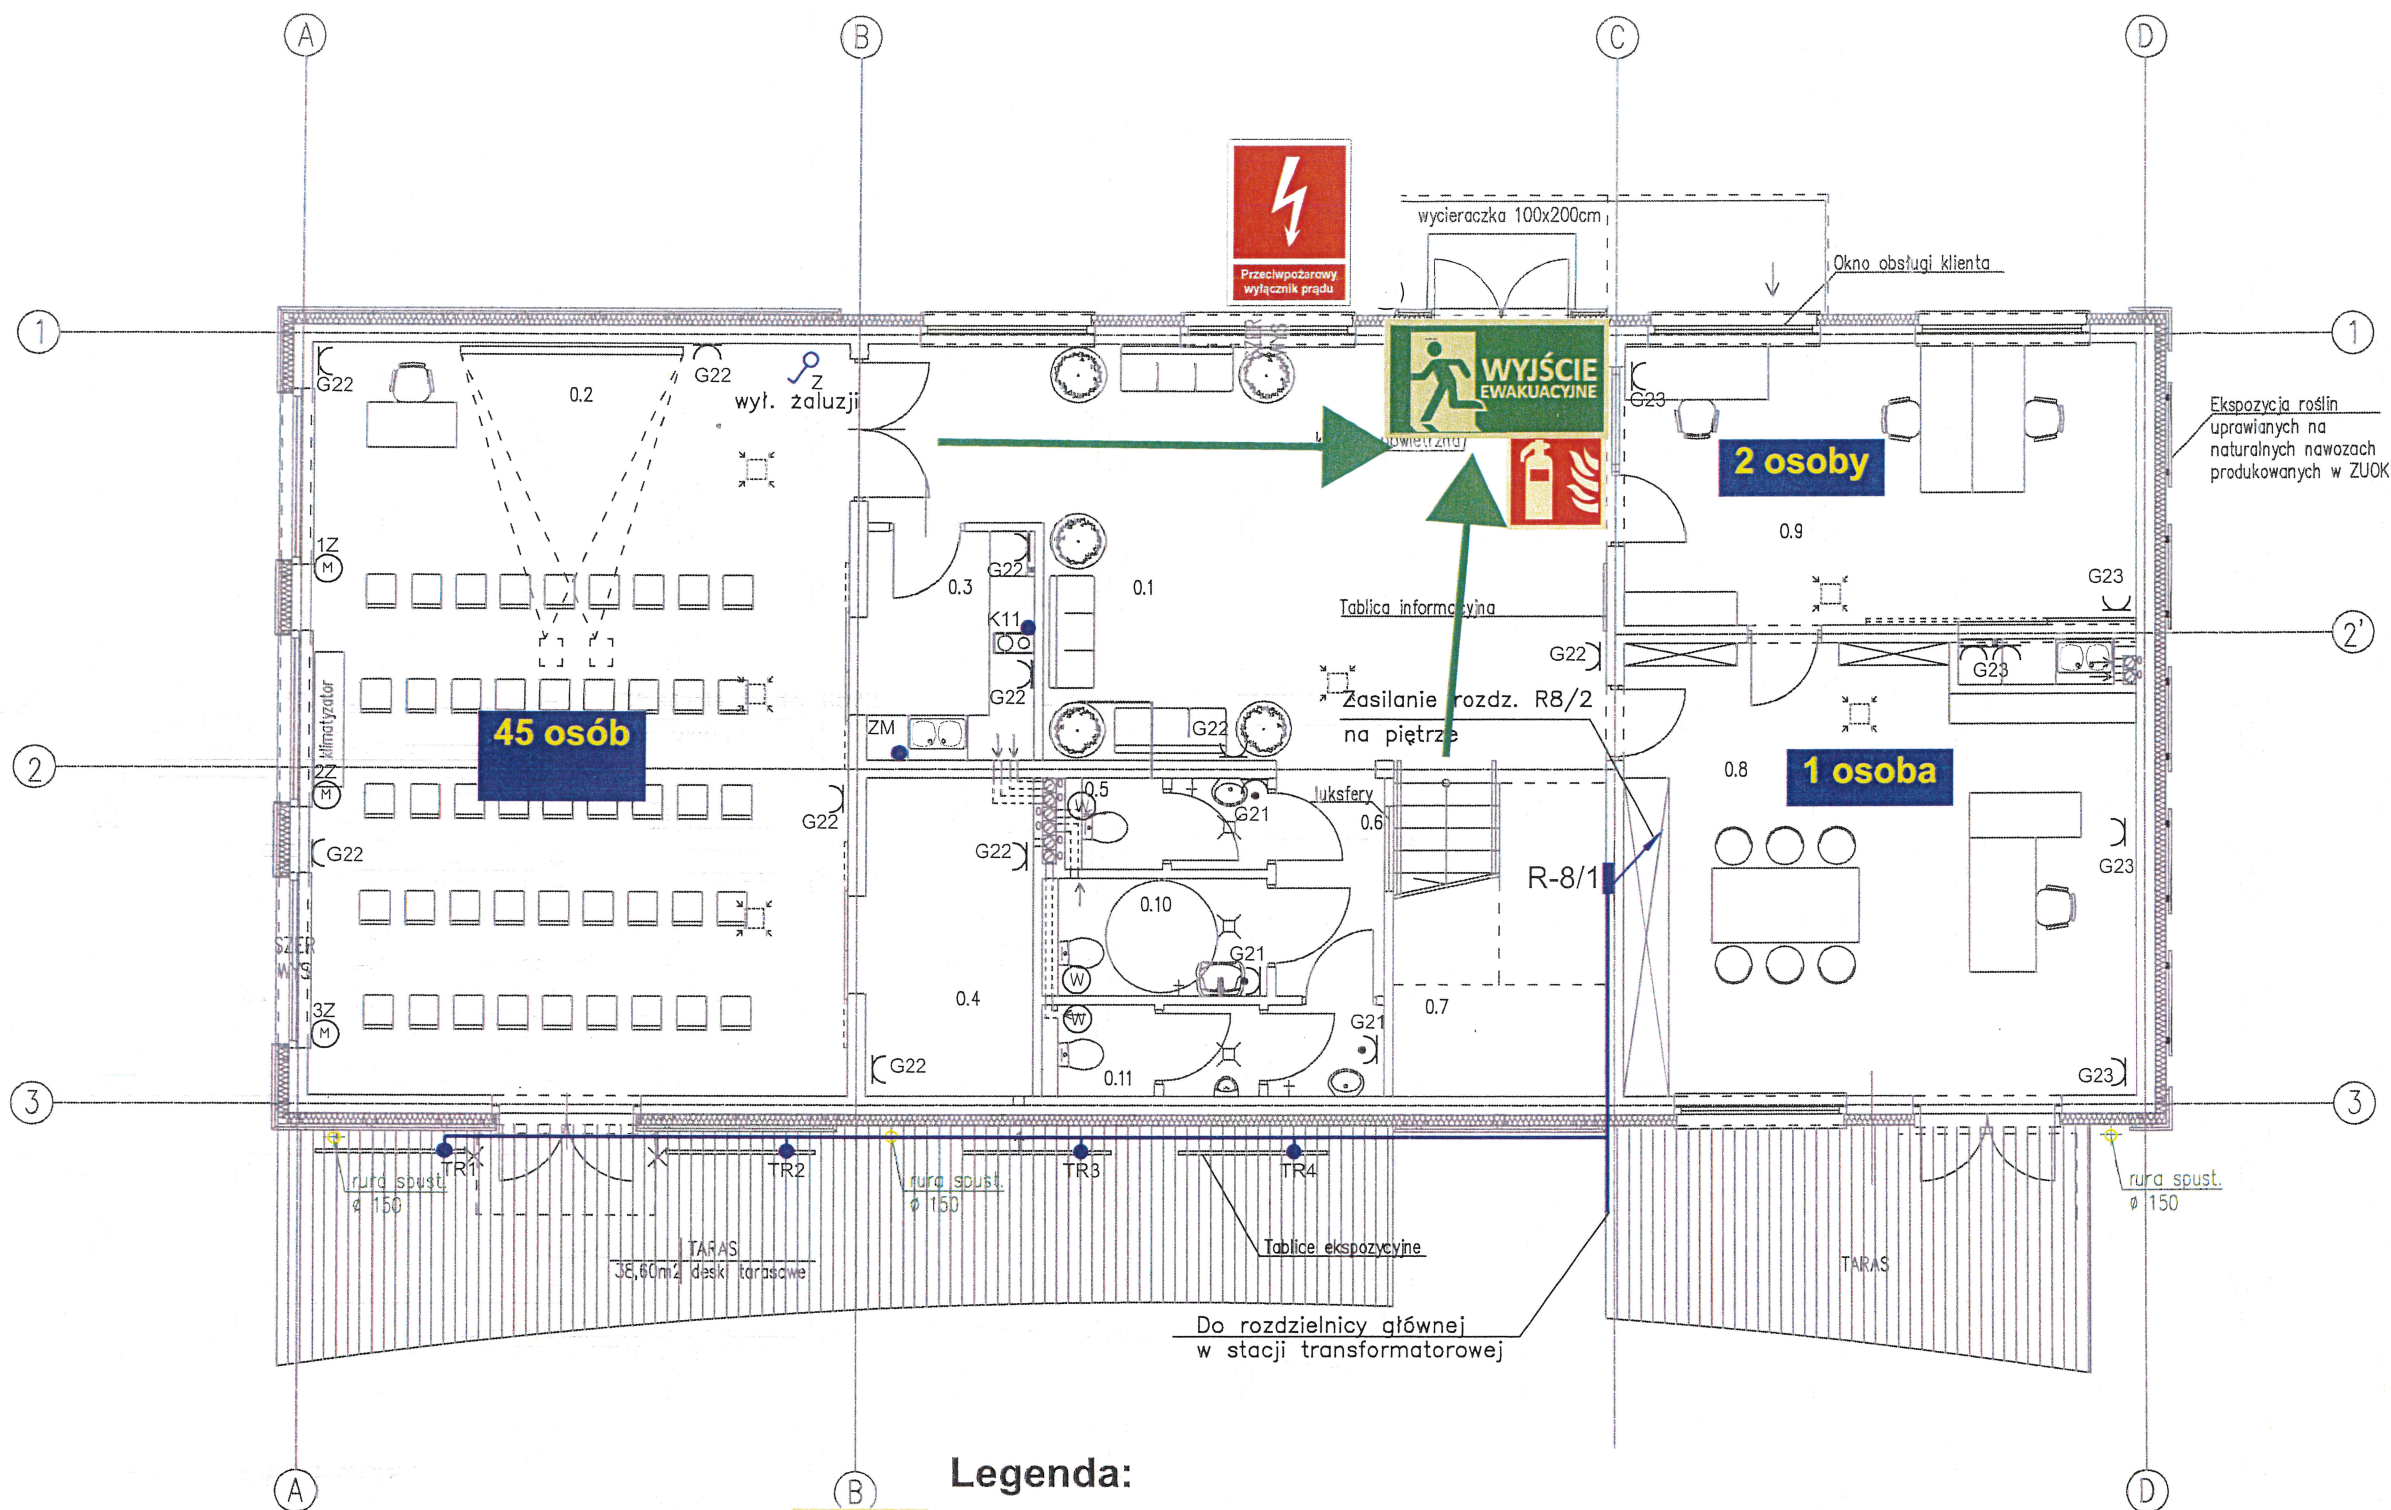 A
B
C
D
wycieraczka 100x200cm
Przeciwpożarowy
wyłącznik prądu
Okno obsługi klienta
1
1
G22
0.2
G22
Z
wył. żaluzji
WYJŚCIE
EWAKUACYJNE
G23
Ekspozycja roślin
uprawianych na
naturalnych nawozach
produkowanych w ZUOK
2 osoby
0.9
1Z
M
G22
0.3
0.1
K11
G22
Tablica informacyjna
G23
2'
G22
G23
klimatyzator
45 osób
ZM
G22
Zasilanie rozdz. R8/2
na piętrze
0.8
1 osoba
2
2
2Z
M
G22
G22
0.5
W
G21
luksfery
0.6
G22
R-8/1
G23
0.10
G21
W
SZER
WYS
0.4
0.7
3Z
M
W
G21
G22
0.11
G23
3
3
TR1
TR2
TR3
TR4
rura spust.
ø 150
rura spust.
ø 150
rura spust.
ø 150
TARAS
38,60m2 deski tarasowe
Tablice ekspozycyjne
TARAS
Do rozdzielnicy głównej
w stacji transformatorowej
Legenda:
A
B
D